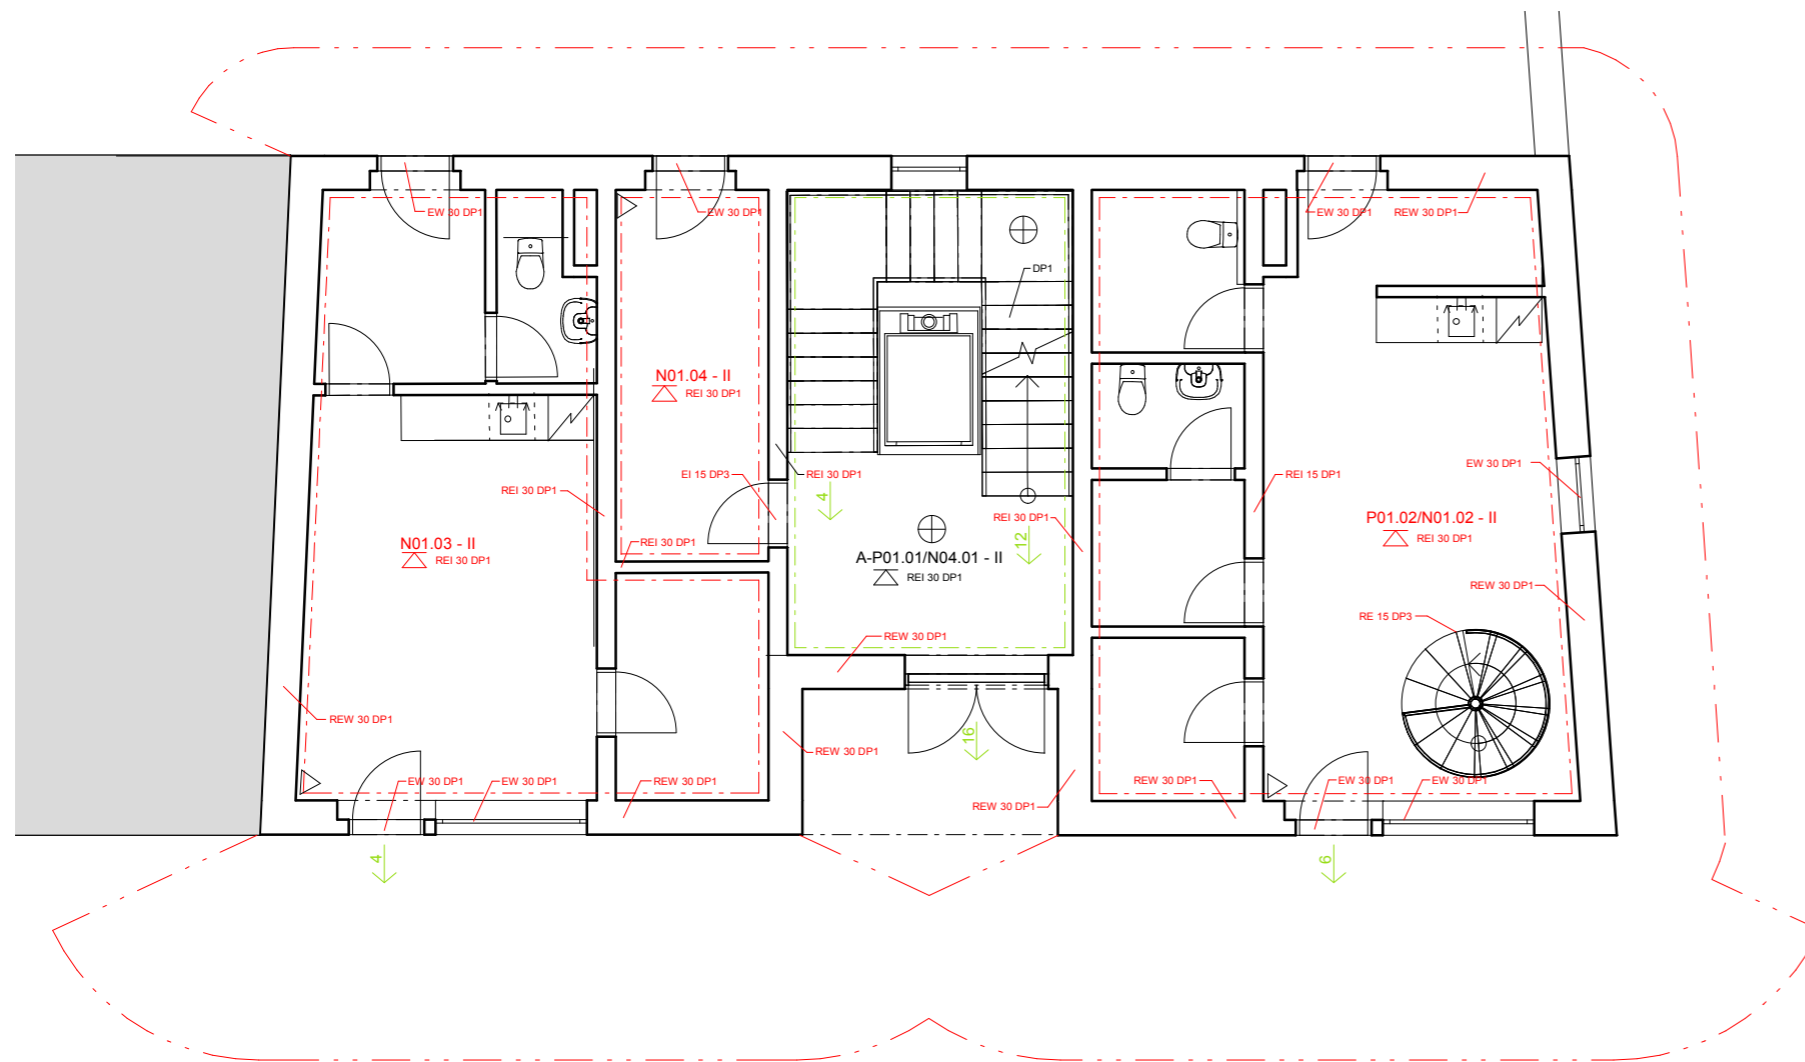 EW 30 DP1
EW 30 DP1
EW 30 DP1
REW 30 DP1
DP1
N01.04 - II
REI 30 DP1
EI 15 DP3
REI 30 DP1
4
REI 15 DP1
EW 30 DP1
REI 30 DP1
REI 30 DP1
12
P01.02/N01.02 - II
REI 30 DP1
N01.03 - II
REI 30 DP1
REI 30 DP1
A-P01.01/N04.01 - II
REI 30 DP1
REW 30 DP1
RE 15 DP3
REW 30 DP1
REW 30 DP1
16
REW 30 DP1
EW 30 DP1
EW 30 DP1
REW 30 DP1
REW 30 DP1
REW 30 DP1
EW 30 DP1
EW 30 DP1
4
6